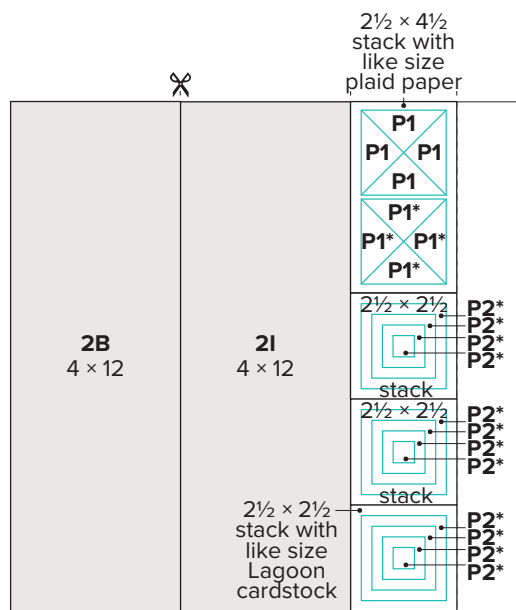 2½ × 4½
stack with
like size
plaid paper
2B
4 × 12
2I
4 × 12
P1
P1 P1
P1
P1*
P1* P1*
P1*
2½ × 2½
P2*
P2*
P2*
P2*
stack
2½ × 2½
P2*
P2*
P2*
P2*
stack
2½ × 2½
stack with
like size
Lagoon
cardstock
P2*
P2*
P2*
P2*